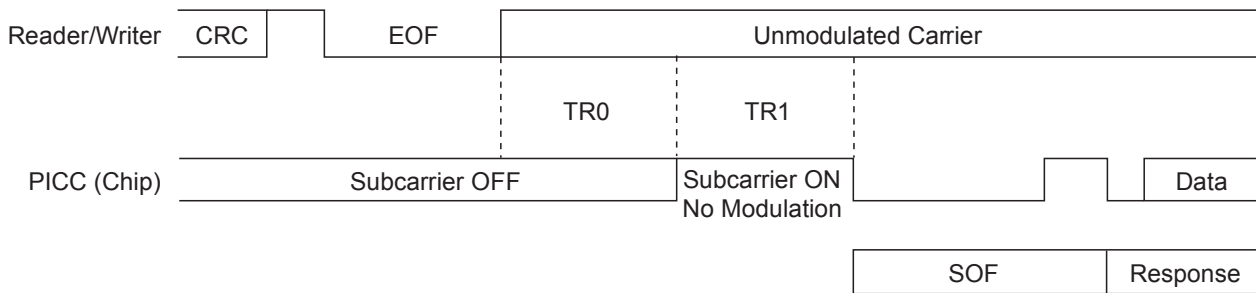 Reader/Writer CRC EOF Unmodulated Carrier
TR0 TR1
PICC (Chip) Subcarrier OFF Subcarrier ON
No Modulation Data
SOF Response